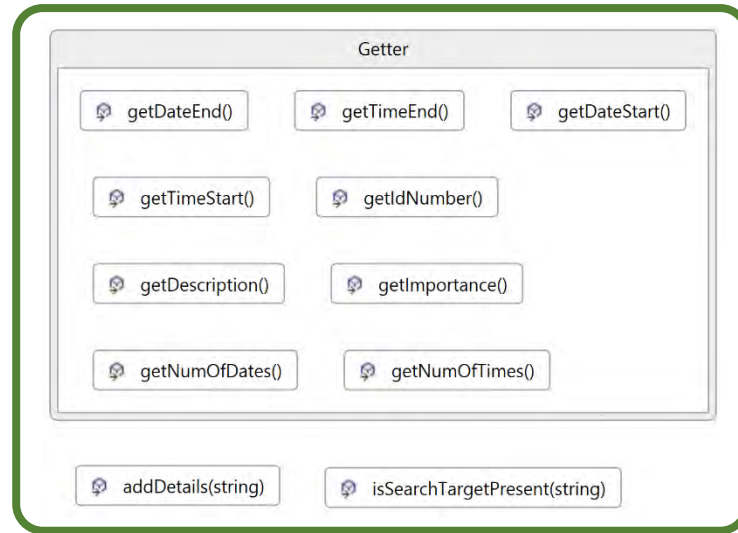 Getter
getDateEnd() getTimeEnd() getDateStart()
getTimeStart() getIdNumber()
getDescription() getImportance()
getNumOfDates() getNumOfTimes()
addDetails(string) isSearchTargetPresent(string)